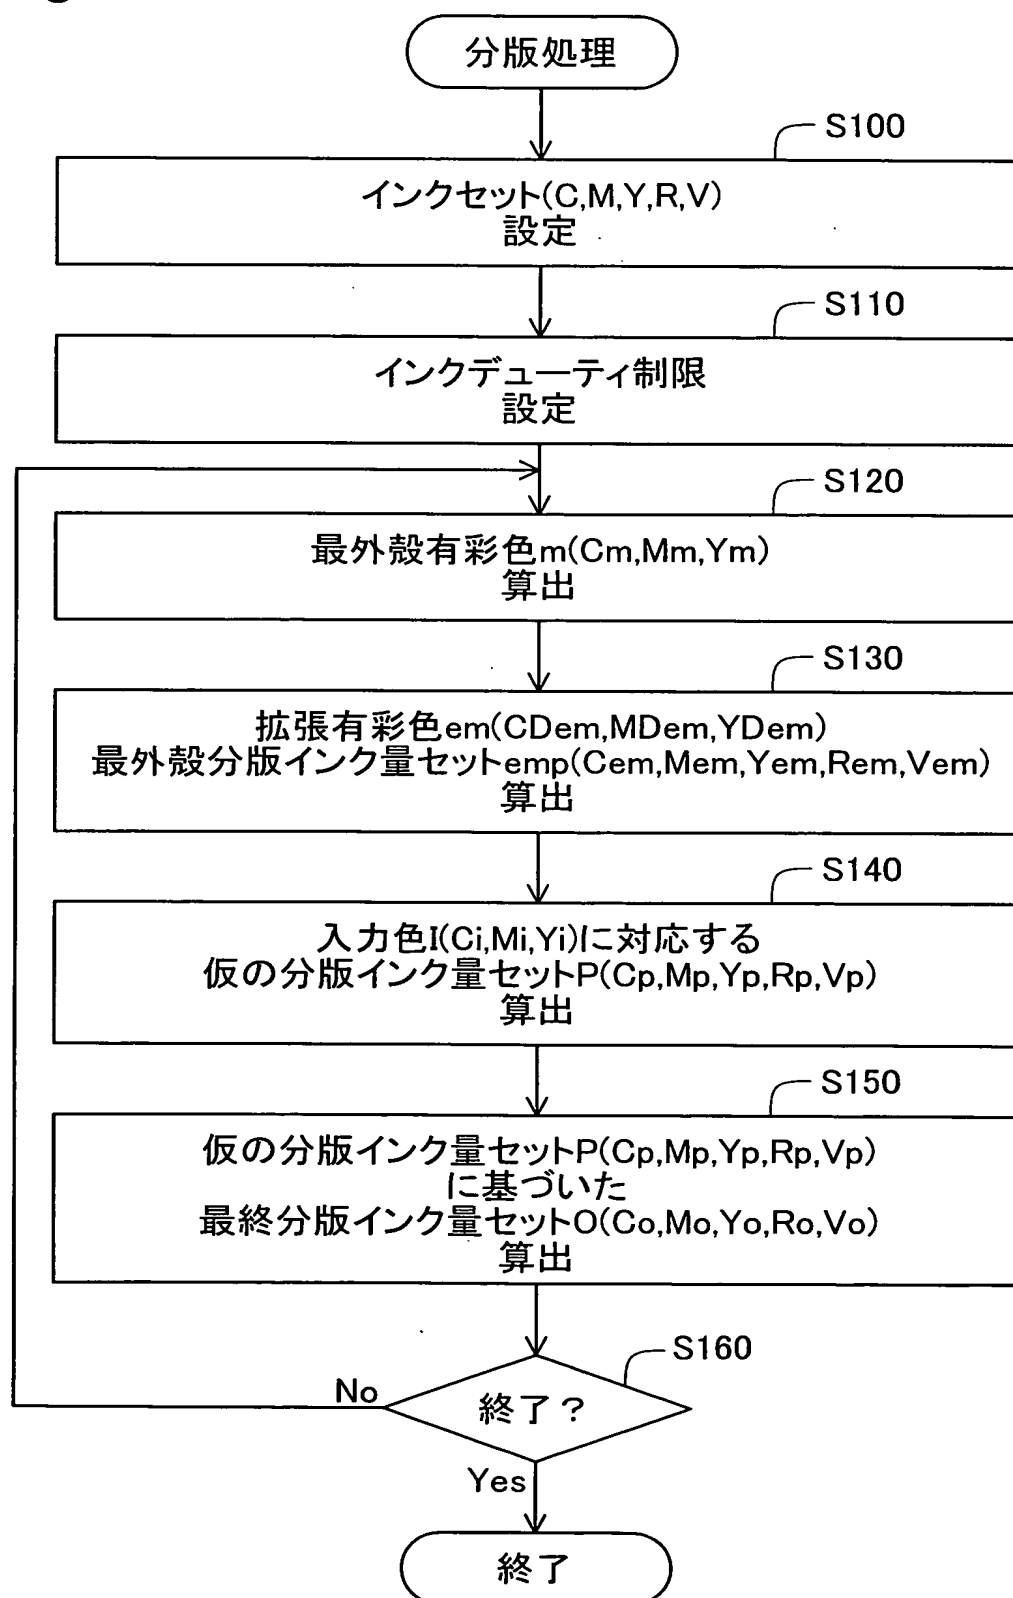 分版処理
S100
インクセット(C,M,Y,R,V)
設定
S110
インクデューティ制限
設定
S120
最外殻有彩色m(Cm,Mm,Ym)
算出
S130
拡張有彩色em(CDem,MDem,YDem)
最外殻分版インク量セットemp(Cem,Mem,Yem,Rem,Vem)
算出
S140
入力色I(Ci,Mi,Yi)に対応する
仮の分版インク量セットP(Cp,Mp,Yp,Rp,Vp)
算出
S150
仮の分版インク量セットP(Cp,Mp,Yp,Rp,Vp)
に基づいた
最終分版インク量セットO(Co,Mo,Yo,Ro,Vo)
算出
S160
No
終了？
Yes
終了